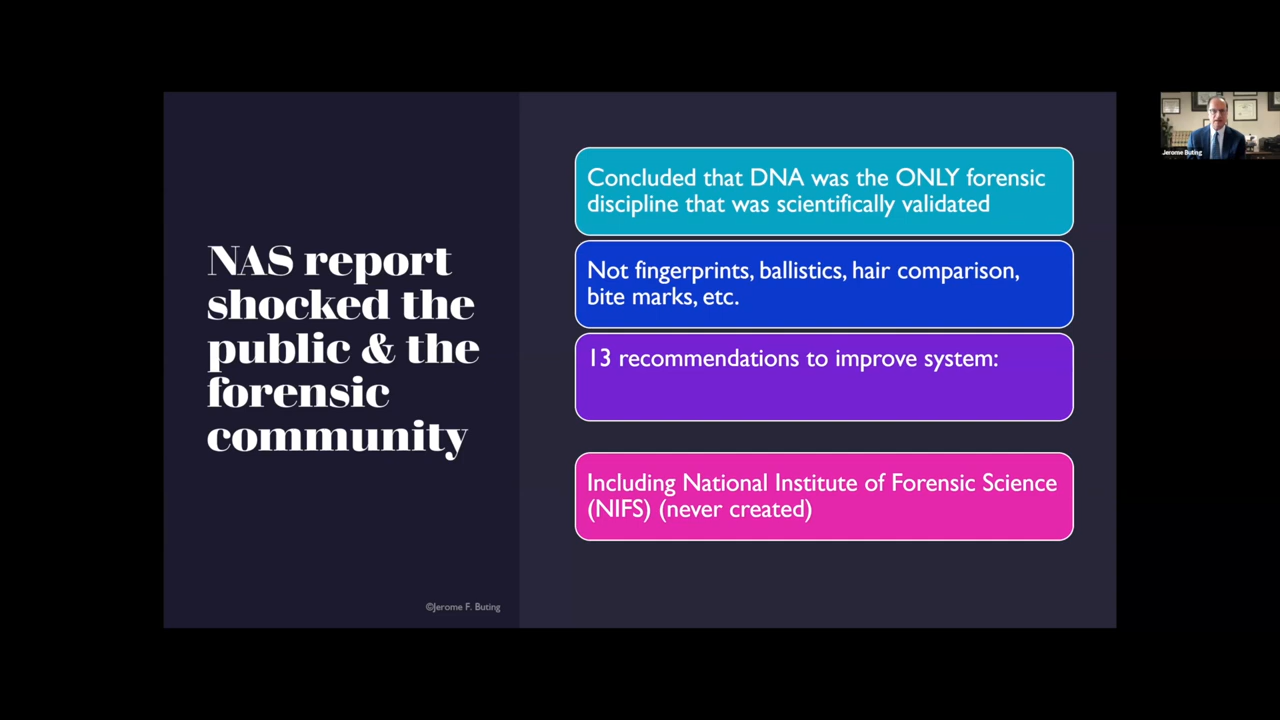 NAS report
shocked the
public & the
forensic
community
Concluded that DNA was the ONLY forensic
discipline that was scientifically validated
Not fingerprints, ballistics, hair comparison,
bite marks, etc.
13 recommendations to improve system:
Including National Institute of Forensic Science
(NIFS) (never created)
©Jerome F. Buting
Jerome Buting